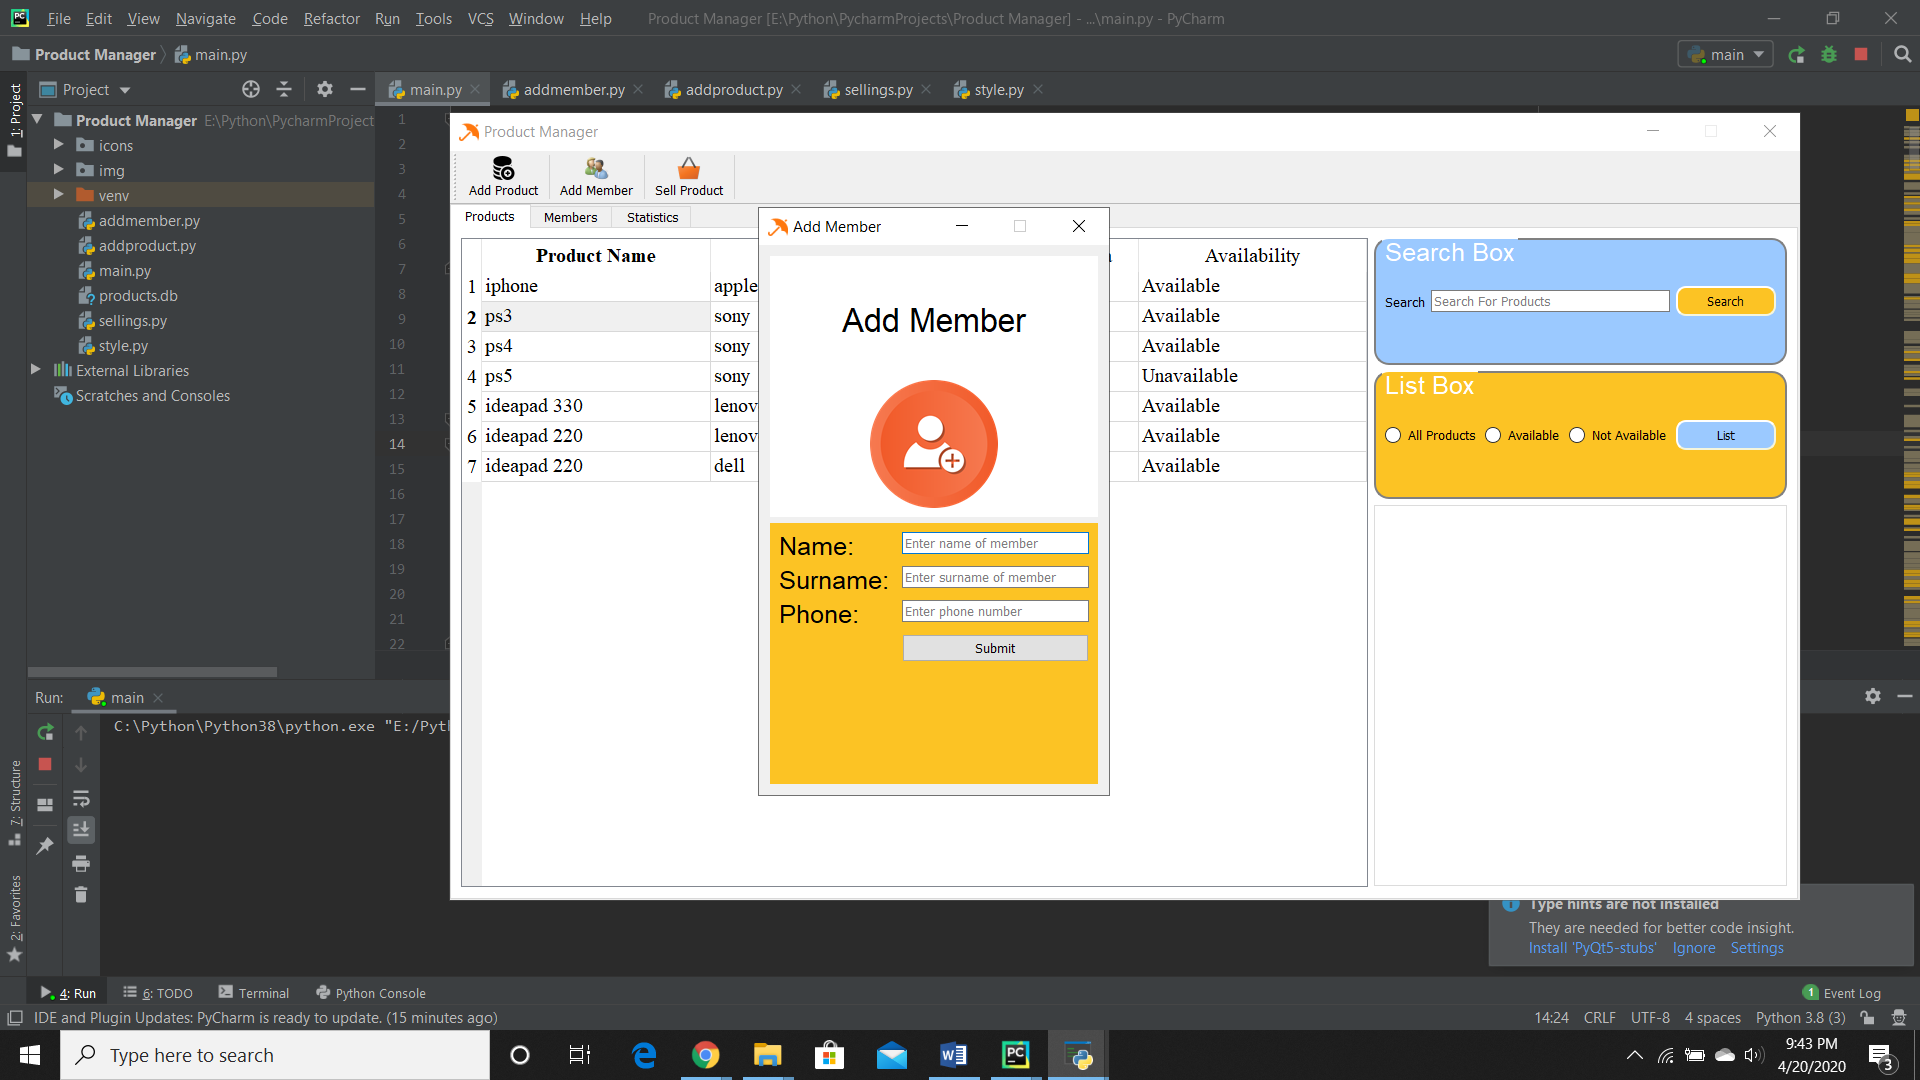 File Edit View Navigate Code Refactor Run Tools VCS Window Help Product Manager [E:\Python\PycharmProjects\Product Manager] - ...\main.py - PyCharm
Product Manager main.py main
Project main.py addmember.py addproduct.py sellings.py style.py
1: Project
Product Manager E:\Python\PycharmProject
icons
img
venv
addmember.py
addproduct.py
main.py
products.db
sellings.py
style.py
External Libraries
Scratches and Consoles
1
2
3
4
5
6
7
8
9
10
11
12
13
14
15
16
17
18
19
20
21
22
Product Manager
Add Product Add Member Sell Product
Products Members Statistics
Product Name Availability
1 iphone apple Available
2 ps3 sony Available
3 ps4 sony Available
4 ps5 sony Unavailable
5 ideapad 330 lenov Available
6 ideapad 220 lenov Available
7 ideapad 220 dell Available
Add Member
Add Member
Name: Enter name of member
Surname: Enter surname of member
Phone: Enter phone number
Submit
Search Box
Search Search For Products Search
List Box
All Products Available Not Available List
Run: main
C:\Python\Python38\python.exe "E:/Pyth
7: Structure
2: Favorites
Type hints are not installed
They are needed for better code insight.
Install 'PyQt5-stubs' Ignore Settings
4: Run 6: TODO Terminal Python Console 1 Event Log
IDE and Plugin Updates: PyCharm is ready to update. (15 minutes ago) 14:24 CRLF UTF-8 4 spaces Python 3.8 (3)
Type here to search
9:43 PM
4/20/2020
3